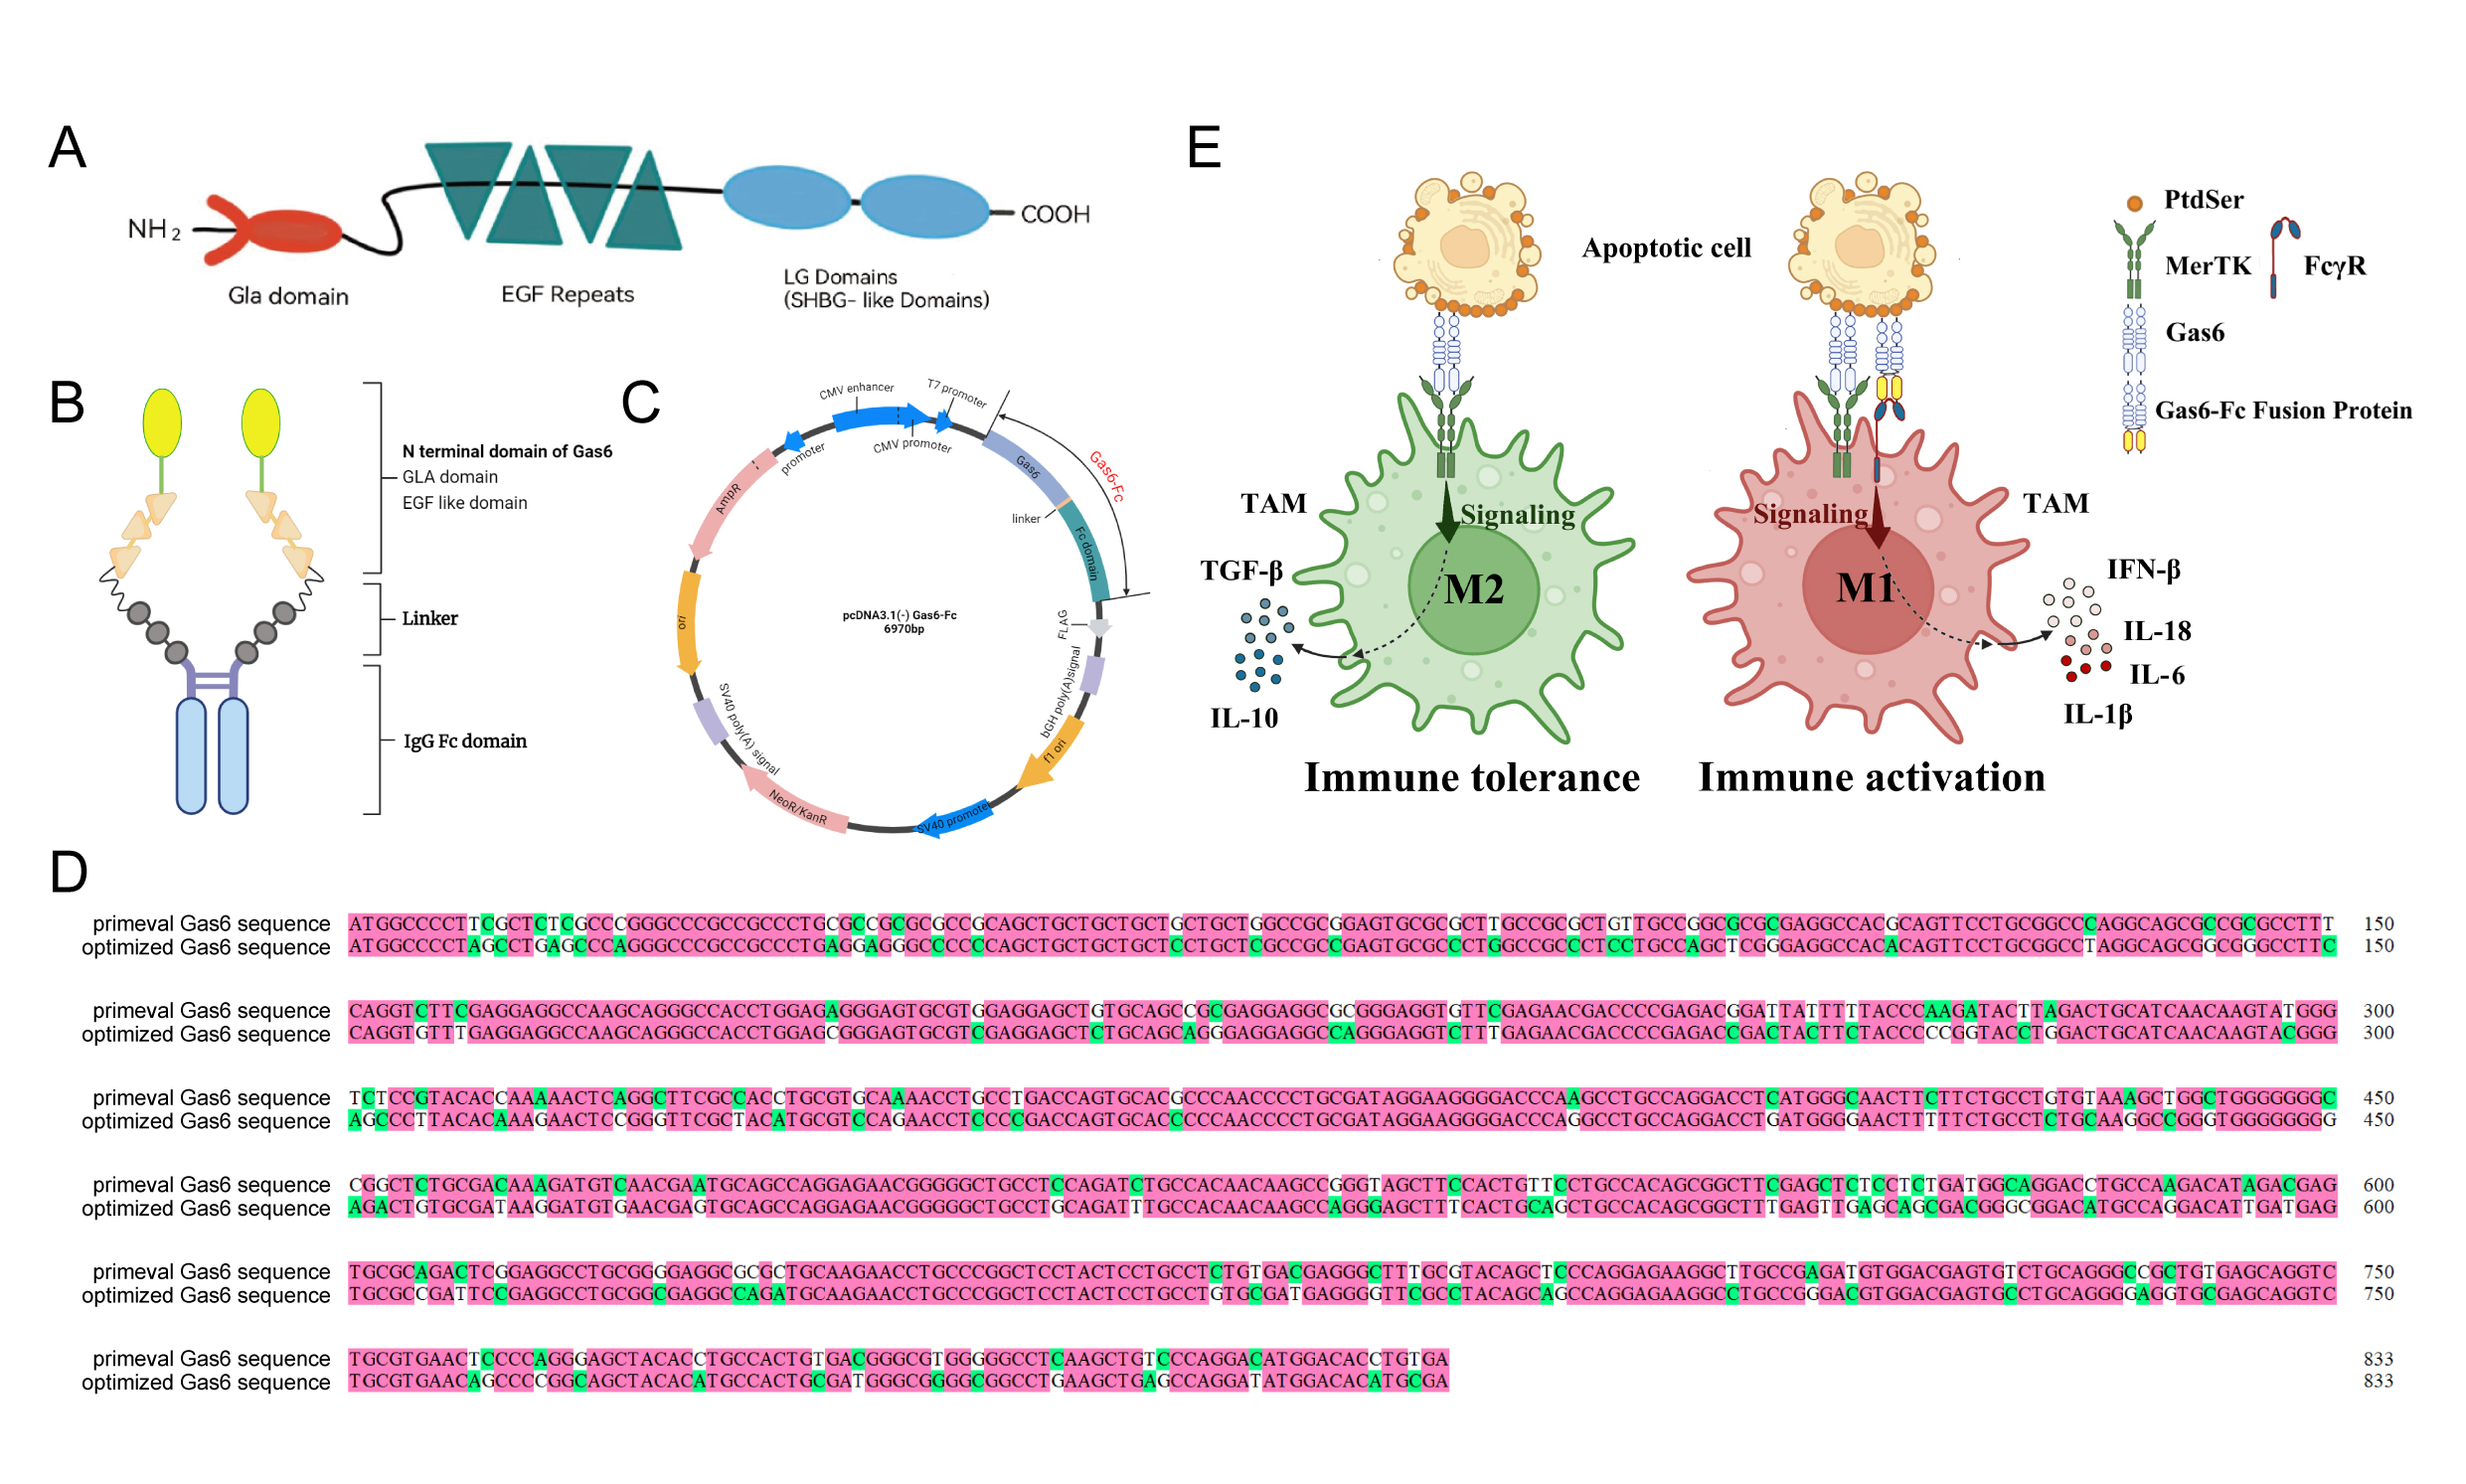 A
NH2
COOH
Gla domain
EGF Repeats
LG Domains
(SHBG- like Domains)
B
N terminal domain of Gas6
GLA domain
EGF like domain
Linker
IgG Fc domain
C
CMV enhancer
T7 promoter
CMV promoter
promoter
AmpR
ori
SV40 poly(A) signal
NeoR/KanR
SV40 promoter
f1 ori
bGH poly(A)signal
FLAG
Fc domain
linker
Gas6
Gas6-Fc
pcDNA3.1(-) Gas6-Fc
6970bp
E
Apoptotic cell
PtdSer
MerTK
FcγR
Gas6
Gas6-Fc Fusion Protein
TAM
Signaling
M2
TGF-β
IL-10
Immune tolerance
TAM
Signaling
M1
IFN-β
IL-18
IL-6
IL-1β
Immune activation
D
primeval Gas6 sequence ATGGCCCCTTCGCTCTCGCCCGGGCCCGCCGCCCTGCGCCGCGCGCCGCAGCTGCTGCTGCTGCTGCTGGCCGCGGAGTGCGCGCTTGCCGCGCTGTTGCCGGCGCGCGAGGCCACGCAGTTCCTGCGGCCCAGGCAGCGCCGCGCCTTT 150
optimized Gas6 sequence ATGGCCCCTAGCCTGAGCCCAGGGCCCGCCGCCCTGAGGAGGGCCCCCCAGCTGCTGCTGCTCCTGCTCGCCGCCGAGTGCGCCCTGGCCGCCCTCCTGCCAGCTCGGGAGGCCACACAGTTCCTGCGGCCTAGGCAGCGGCGGGCCTTC 150
primeval Gas6 sequence CAGGTCTTCGAGGAGGCCAAGCAGGGCCACCTGGAGAGGGAGTGCGTGGAGGAGCTGTGCAGCCGCGAGGAGGCGCGGGAGGTGTTCGAGAACGACCCCGAGACGGATTATTTTTACCCAAGATACTTAGACTGCATCAACAAGTATGGG 300
optimized Gas6 sequence CAGGTGTTTGAGGAGGCCAAGCAGGGCCACCTGGAGCGGGAGTGCGTCGAGGAGCTCTGCAGCAGGGAGGAGGCCAGGGAGGTCTTTGAGAACGACCCCGAGACCGACTACTTCTACCCCCGGTACCTGGACTGCATCAACAAGTACGGG 300
primeval Gas6 sequence TCTCCGTACACCAAAAACTCAGGCTTCGCCACCTGCGTGCAAAACCTGCCTGACCAGTGCACGCCCAACCCCTGCGATAGGAAGGGGACCCAAGCCTGCCAGGACCTCATGGGCAACTTCTTCTGCCTGTGTAAAGCTGGCTGGGGGGGC 450
optimized Gas6 sequence AGCCCTTACACAAAGAACTCCGGGTTCGCTACATGCGTCCAGAACCTCCCCGACCAGTGCACCCCCAACCCCTGCGATAGGAAGGGGACCCAGGCCTGCCAGGACCTGATGGGGAACTTTTTCTGCCTCTGCAAGGCCGGGTGGGGGGGG 450
primeval Gas6 sequence CGGCTCTGCGACAAAGATGTCAACGAATGCAGCCAGGAGAACGGGGGCTGCCTCCAGATCTGCCACAACAAGCCGGGTAGCTTCCACTGTTCCTGCCACAGCGGCTTCGAGCTCTCCTCTGATGGCAGGACCTGCCAAGACATAGACGAG 600
optimized Gas6 sequence AGACTGTGCGATAAGGATGTGAACGAGTGCAGCCAGGAGAACGGGGGCTGCCTGCAGATTTGCCACAACAAGCCAGGGAGCTTTCACTGCAGCTGCCACAGCGGCTTTGAGTTGAGCAGCGACGGGCGGACATGCCAGGACATTGATGAG 600
primeval Gas6 sequence TGCGCAGACTCGGAGGCCTGCGGGGAGGCGCGCTGCAAGAACCTGCCCGGCTCCTACTCCTGCCTCTGTGACGAGGGCTTTGCGTACAGCTCCCAGGAGAAGGCTTGCCGAGATGTGGACGAGTGTCTGCAGGGCCGCTGTGAGCAGGTC 750
optimized Gas6 sequence TGCGCCGATTCCGAGGCCTGCGGCGAGGCCAGATGCAAGAACCTGCCCGGCTCCTACTCCTGCCTGTGCGATGAGGGGTTCGCCTACAGCAGCCAGGAGAAGGCCTGCCGGGACGTGGACGAGTGCCTGCAGGGGAGGTGCGAGCAGGTC 750
primeval Gas6 sequence TGCGTGAACTCCCCAGGGAGCTACACCTGCCACTGTGACGGGCGTGGGGGCCTCAAGCTGTCCCAGGACATGGACACCTGTGA 833
optimized Gas6 sequence TGCGTGAACAGCCCCGGCAGCTACACATGCCACTGCGATGGGCGGGGCGGCCTGAAGCTGAGCCAGGATATGGACACATGCGA 833